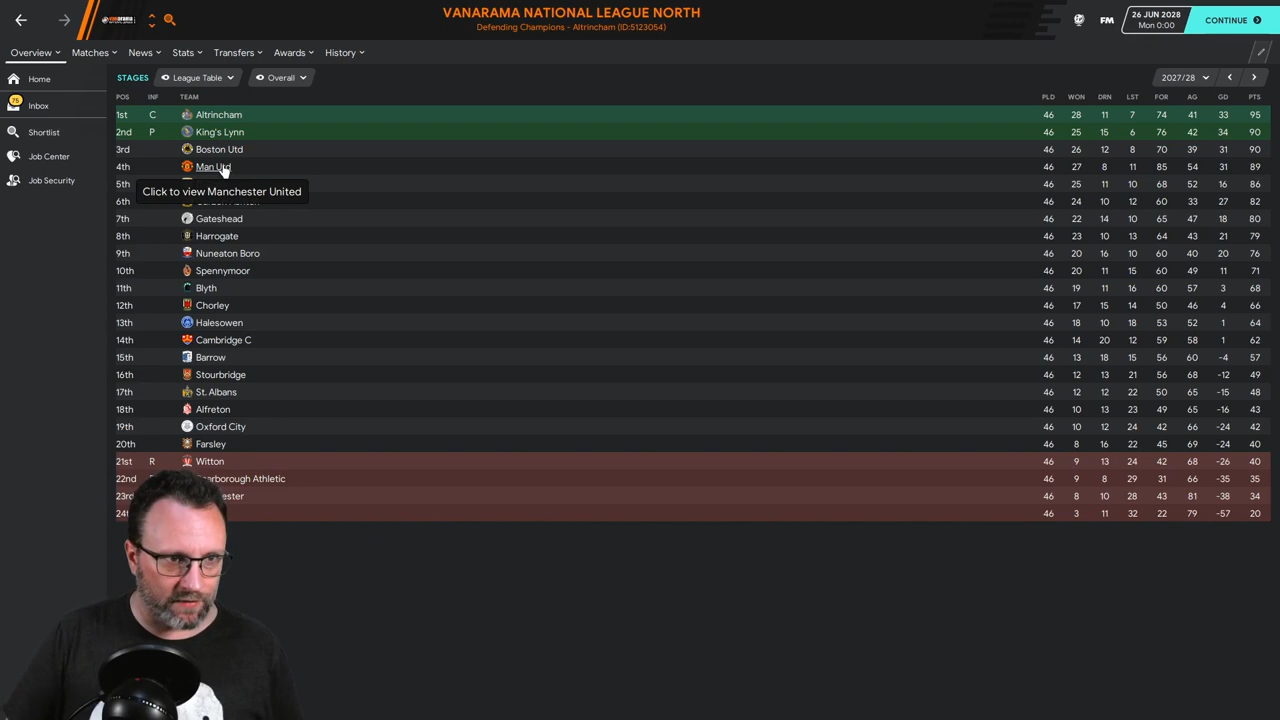 VANARAMA NATIONAL LEAGUE NORTH
Defending Champions - Altrincham (ID:5123054)
FM
26 JUN 2028
Mon 0:00
CONTINUE
Overview Matches News Stats Transfers Awards History
Home
75
Inbox
Shortlist
Job Center
Job Security
STAGES League Table Overall 2027/28
POS INF TEAM PLD WON DRN LST FOR AG GD PTS
1st C Altrincham 46 28 11 7 74 41 33 95
2nd P King's Lynn 46 25 15 6 76 42 34 90
3rd Boston Utd 46 26 12 8 70 39 31 90
4th Man Utd 46 27 8 11 85 54 31 89
Click to view Manchester United
5th 46 25 11 10 68 52 16 86
6th 46 24 10 12 60 33 27 82
7th Gateshead 46 22 14 10 65 47 18 80
8th Harrogate 46 23 10 13 64 43 21 79
9th Nuneaton Boro 46 20 16 10 60 40 20 76
10th Spennymoor 46 20 11 15 60 49 11 71
11th Blyth 46 19 11 16 60 57 3 68
12th Chorley 46 17 15 14 50 46 4 66
13th Halesowen 46 18 10 18 53 52 1 64
14th Cambridge C 46 14 20 12 59 58 1 62
15th Barrow 46 13 18 15 56 60 -4 57
16th Stourbridge 46 12 13 21 56 68 -12 49
17th St. Albans 46 12 12 22 50 65 -15 48
18th Alfreton 46 10 13 23 49 65 -16 43
19th Oxford City 46 10 12 24 42 66 -24 42
20th Farsley 46 8 16 22 45 69 -24 40
21st R Witton 46 9 13 24 42 68 -26 40
22nd arborough Athletic 46 9 8 29 31 66 -35 35
23rd ester 46 8 10 28 43 81 -38 34
24t 46 3 11 32 22 79 -57 20